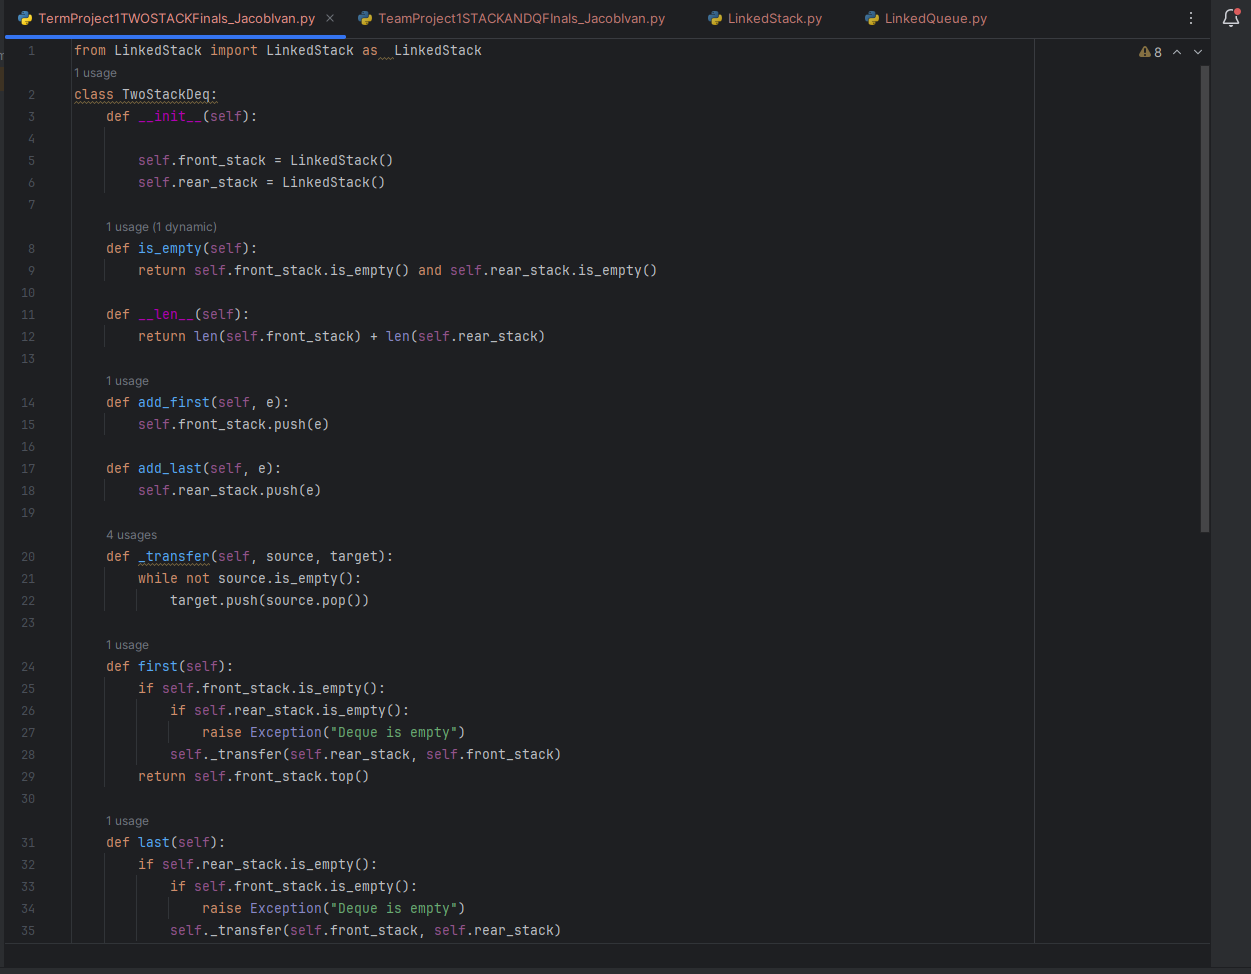 TermProject1TWOSTACKFinals_JacobIvan.py
TeamProject1STACKANDQFInals_JacobIvan.py
LinkedStack.py
LinkedQueue.py
8
1 from LinkedStack import LinkedStack as  LinkedStack
1 usage
2 class TwoStackDeq:
3     def __init__(self):
4
5         self.front_stack = LinkedStack()
6         self.rear_stack = LinkedStack()
7
1 usage (1 dynamic)
8     def is_empty(self):
9         return self.front_stack.is_empty() and self.rear_stack.is_empty()
10
11     def __len__(self):
12         return len(self.front_stack) + len(self.rear_stack)
13
1 usage
14     def add_first(self, e):
15         self.front_stack.push(e)
16
17     def add_last(self, e):
18         self.rear_stack.push(e)
19
4 usages
20     def _transfer(self, source, target):
21         while not source.is_empty():
22             target.push(source.pop())
23
1 usage
24     def first(self):
25         if self.front_stack.is_empty():
26             if self.rear_stack.is_empty():
27                 raise Exception("Deque is empty")
28             self._transfer(self.rear_stack, self.front_stack)
29         return self.front_stack.top()
30
1 usage
31     def last(self):
32         if self.rear_stack.is_empty():
33             if self.front_stack.is_empty():
34                 raise Exception("Deque is empty")
35             self._transfer(self.front_stack, self.rear_stack)